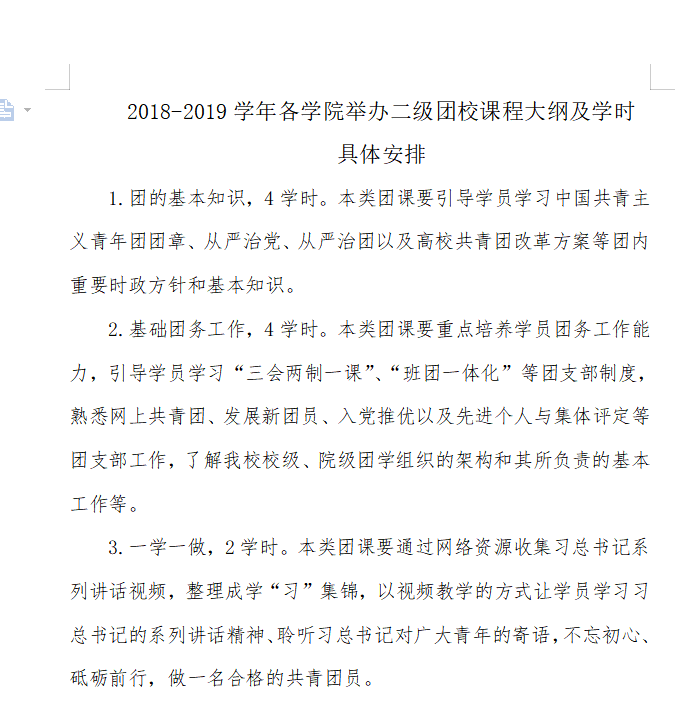 2018-2019 学年各学院举办二级团校课程大纲及学时
具体安排
1.团的基本知识，4 学时。本类团课要引导学员学习中国共青主
义青年团团章、从严治党、从严治团以及高校共青团改革方案等团内
重要时政方针和基本知识。
2.基础团务工作，4 学时。本类团课要重点培养学员团务工作能
力，引导学员学习“三会两制一课”、“班团一体化”等团支部制度，
熟悉网上共青团、发展新团员、入党推优以及先进个人与集体评定等
团支部工作，了解我校校级、院级团学组织的架构和其所负责的基本
工作等。
3.一学一做，2 学时。本类团课要通过网络资源收集习总书记系
列讲话视频，整理成学“习”集锦，以视频教学的方式让学员学习习
总书记的系列讲话精神、聆听习总书记对广大青年的寄语，不忘初心、
砥砺前行，做一名合格的共青团员。